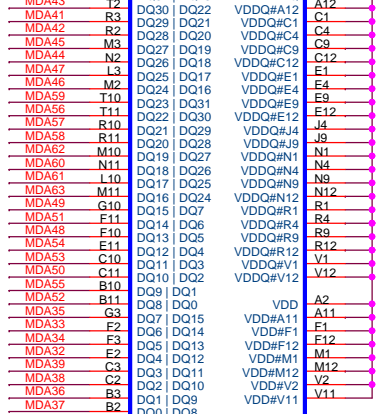 MDA43 T2 DQ30 | DQ22 VDDQ#A12 A12
MDA41 R3 DQ29 | DQ21 VDDQ#C1 C1
MDA42 R2 DQ28 | DQ20 VDDQ#C4 C4
MDA45 M3 DQ27 | DQ19 VDDQ#C9 C9
MDA44 N2 DQ26 | DQ18 VDDQ#C12 C12
MDA47 L3 DQ25 | DQ17 VDDQ#E1 E1
MDA46 M2 DQ24 | DQ16 VDDQ#E4 E4
MDA59 T10 DQ23 | DQ31 VDDQ#E9 E9
MDA56 T11 DQ22 | DQ30 VDDQ#E12 E12
MDA57 R10 DQ21 | DQ29 VDDQ#J4 J4
MDA58 R11 DQ20 | DQ28 VDDQ#J9 J9
MDA62 M10 DQ19 | DQ27 VDDQ#N1 N1
MDA60 N11 DQ18 | DQ26 VDDQ#N4 N4
MDA61 L10 DQ17 | DQ25 VDDQ#N9 N9
MDA63 M11 DQ16 | DQ24 VDDQ#N12 N12
MDA49 G10 DQ15 | DQ7 VDDQ#R1 R1
MDA51 F11 DQ14 | DQ6 VDDQ#R4 R4
MDA48 F10 DQ13 | DQ5 VDDQ#R9 R9
MDA54 E11 DQ12 | DQ4 VDDQ#R12 R12
MDA53 C10 DQ11 | DQ3 VDDQ#V1 V1
MDA50 C11 DQ10 | DQ2 VDDQ#V12 V12
MDA55 B10 DQ9 | DQ1
MDA52 B11 DQ8 | DQ0 VDD A2
MDA35 G3 DQ7 | DQ15 VDD#A11 A11
MDA33 F2 DQ6 | DQ14 VDD#F1 F1
MDA34 F3 DQ5 | DQ13 VDD#F12 F12
MDA32 E2 DQ4 | DQ12 VDD#M1 M1
MDA39 C3 DQ3 | DQ11 VDD#M12 M12
MDA38 C2 DQ2 | DQ10 VDD#V2 V2
MDA36 B3 DQ1 | DQ9 VDD#V11 V11
MDA37 B2 DQ0 | DQ8